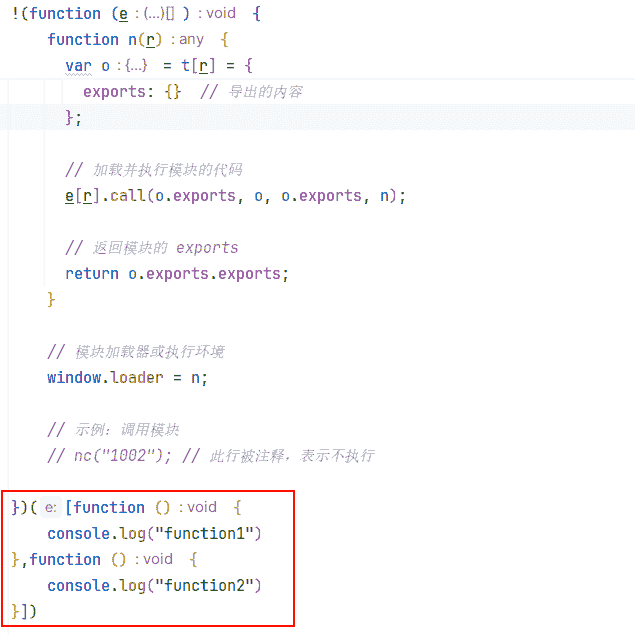 !(function (e : (...)[] ) : void {
function n(r) : any {
var o : {...} = t[r] = {
exports: {} // 导出的内容
};
// 加载并执行模块的代码
e[r].call(o.exports, o, o.exports, n);
// 返回模块的 exports
return o.exports.exports;
}
// 模块加载器或执行环境
window.loader = n;
// 示例：调用模块
// nc("1002"); // 此行被注释，表示不执行
})( e: [function () : void {
console.log("function1")
},function () : void {
console.log("function2")
}])